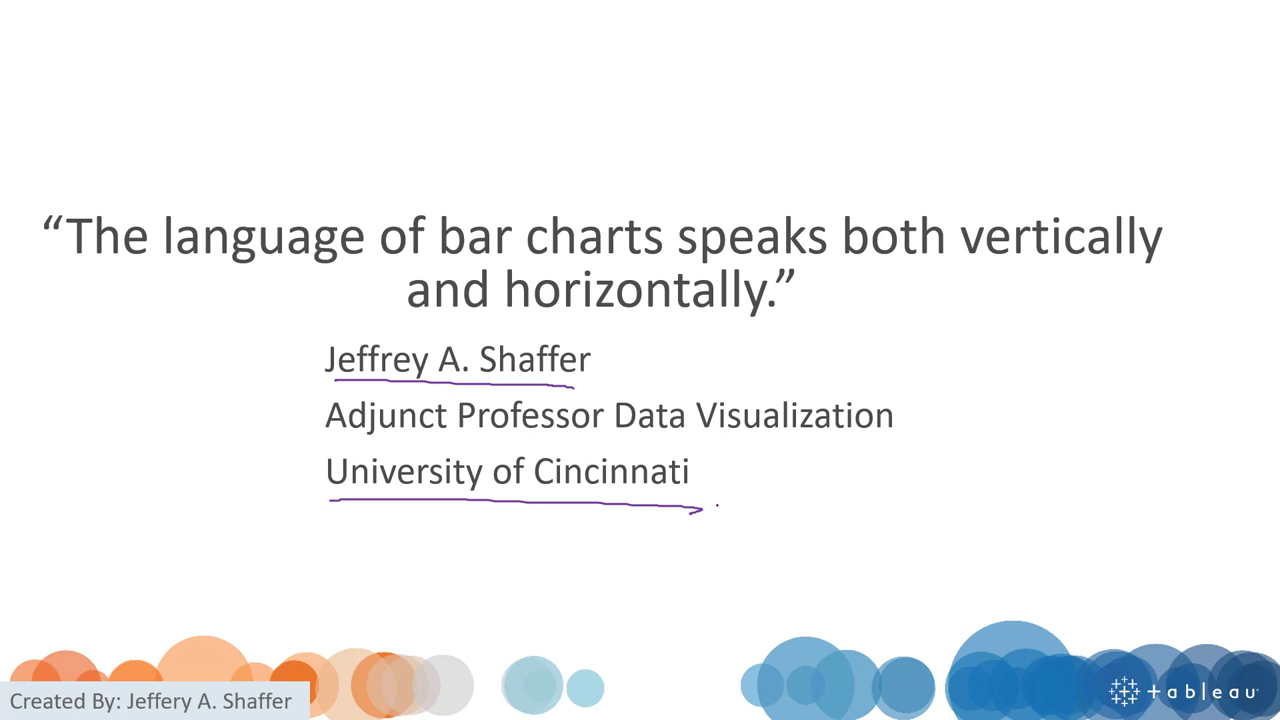 “The language of bar charts speaks both vertically
and horizontally.”
Jeffrey A. Shaffer
Adjunct Professor Data Visualization
University of Cincinnati
Created By: Jeffery A. Shaffer
+ableau